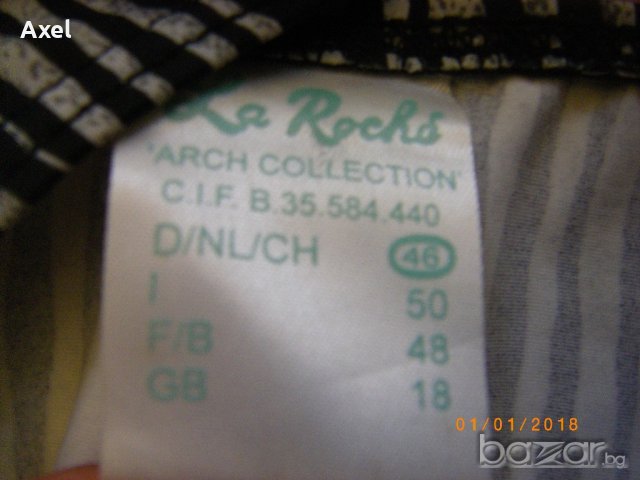 Axel
La Rochs
"ARCH COLLECTION"
C.I.F. B.35.584.440
D/NL/CH 46
I 50
F/B 48
GB 18
01/01/2018
bazar.bg